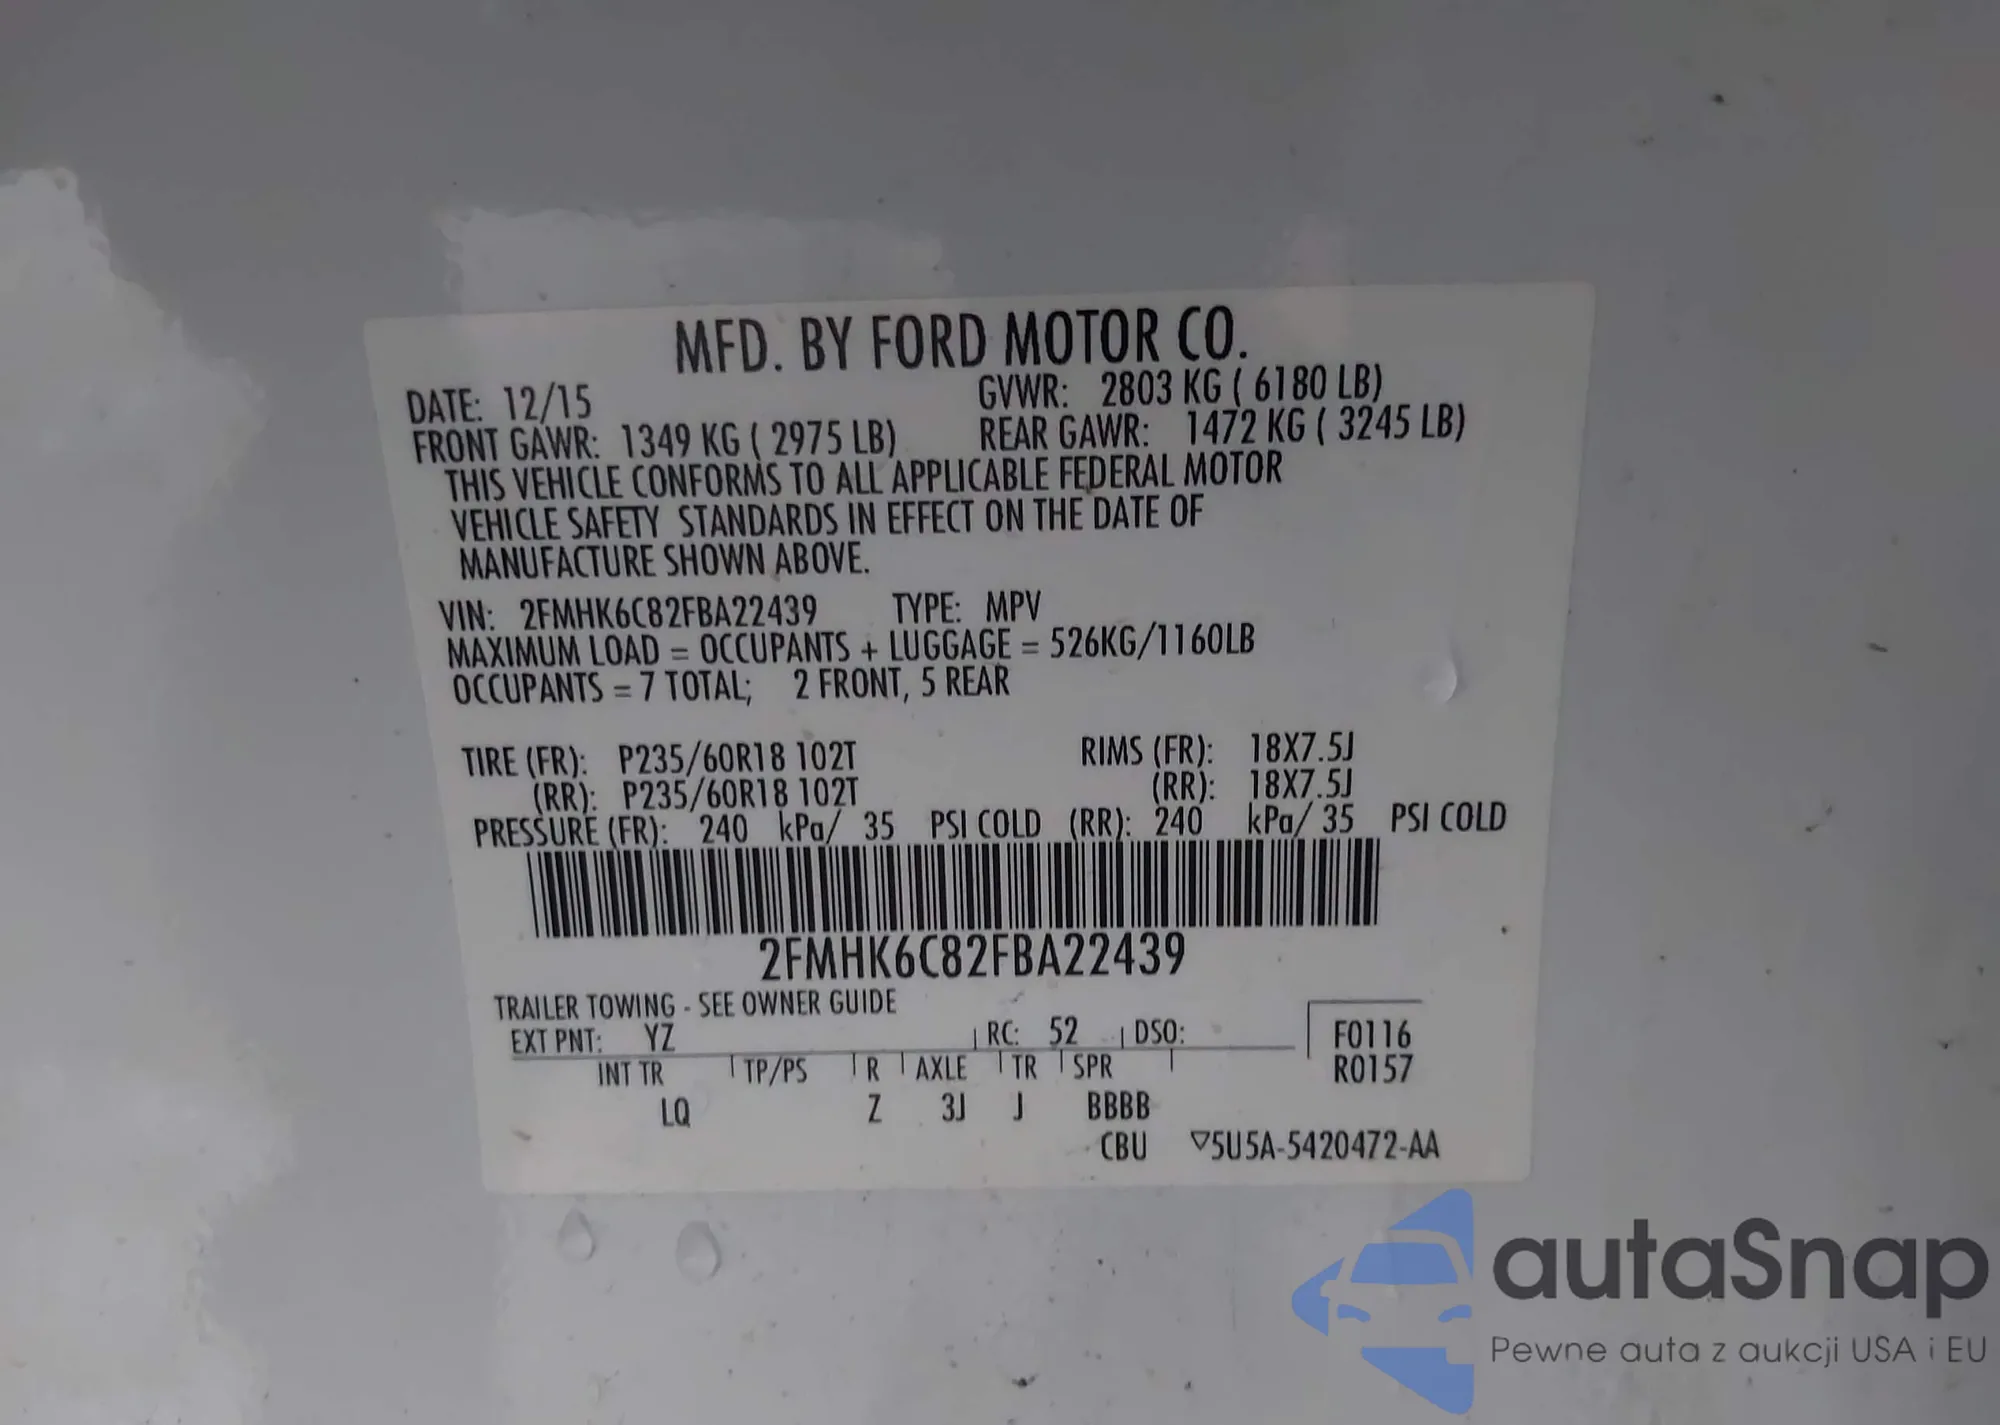 MFD. BY FORD MOTOR CO.
DATE: 12/15 GVWR: 2803 KG ( 6180 LB)
FRONT GAWR: 1349 KG ( 2975 LB) REAR GAWR: 1472 KG ( 3245 LB)
THIS VEHICLE CONFORMS TO ALL APPLICABLE FEDERAL MOTOR
VEHICLE SAFETY STANDARDS IN EFFECT ON THE DATE OF
MANUFACTURE SHOWN ABOVE.
VIN: 2FMHK6C82FBA22439 TYPE: MPV
MAXIMUM LOAD = OCCUPANTS + LUGGAGE = 526KG/1160LB
OCCUPANTS = 7 TOTAL; 2 FRONT, 5 REAR
TIRE (FR): P235/60R18 102T RIMS (FR): 18X7.5J
(RR): P235/60R18 102T (RR): 18X7.5J
PRESSURE (FR): 240 kPa/ 35 PSI COLD (RR): 240 kPa/ 35 PSI COLD
2FMHK6C82FBA22439
TRAILER TOWING - SEE OWNER GUIDE
EXT PNT: YZ RC: 52 DSO: F0116
INT TR TP/PS R AXLE TR SPR R0157
LQ Z 3J J BBBB
CBU ▽5U5A-5420472-AA
autaSnap
Pewne auta z aukcji USA i EU